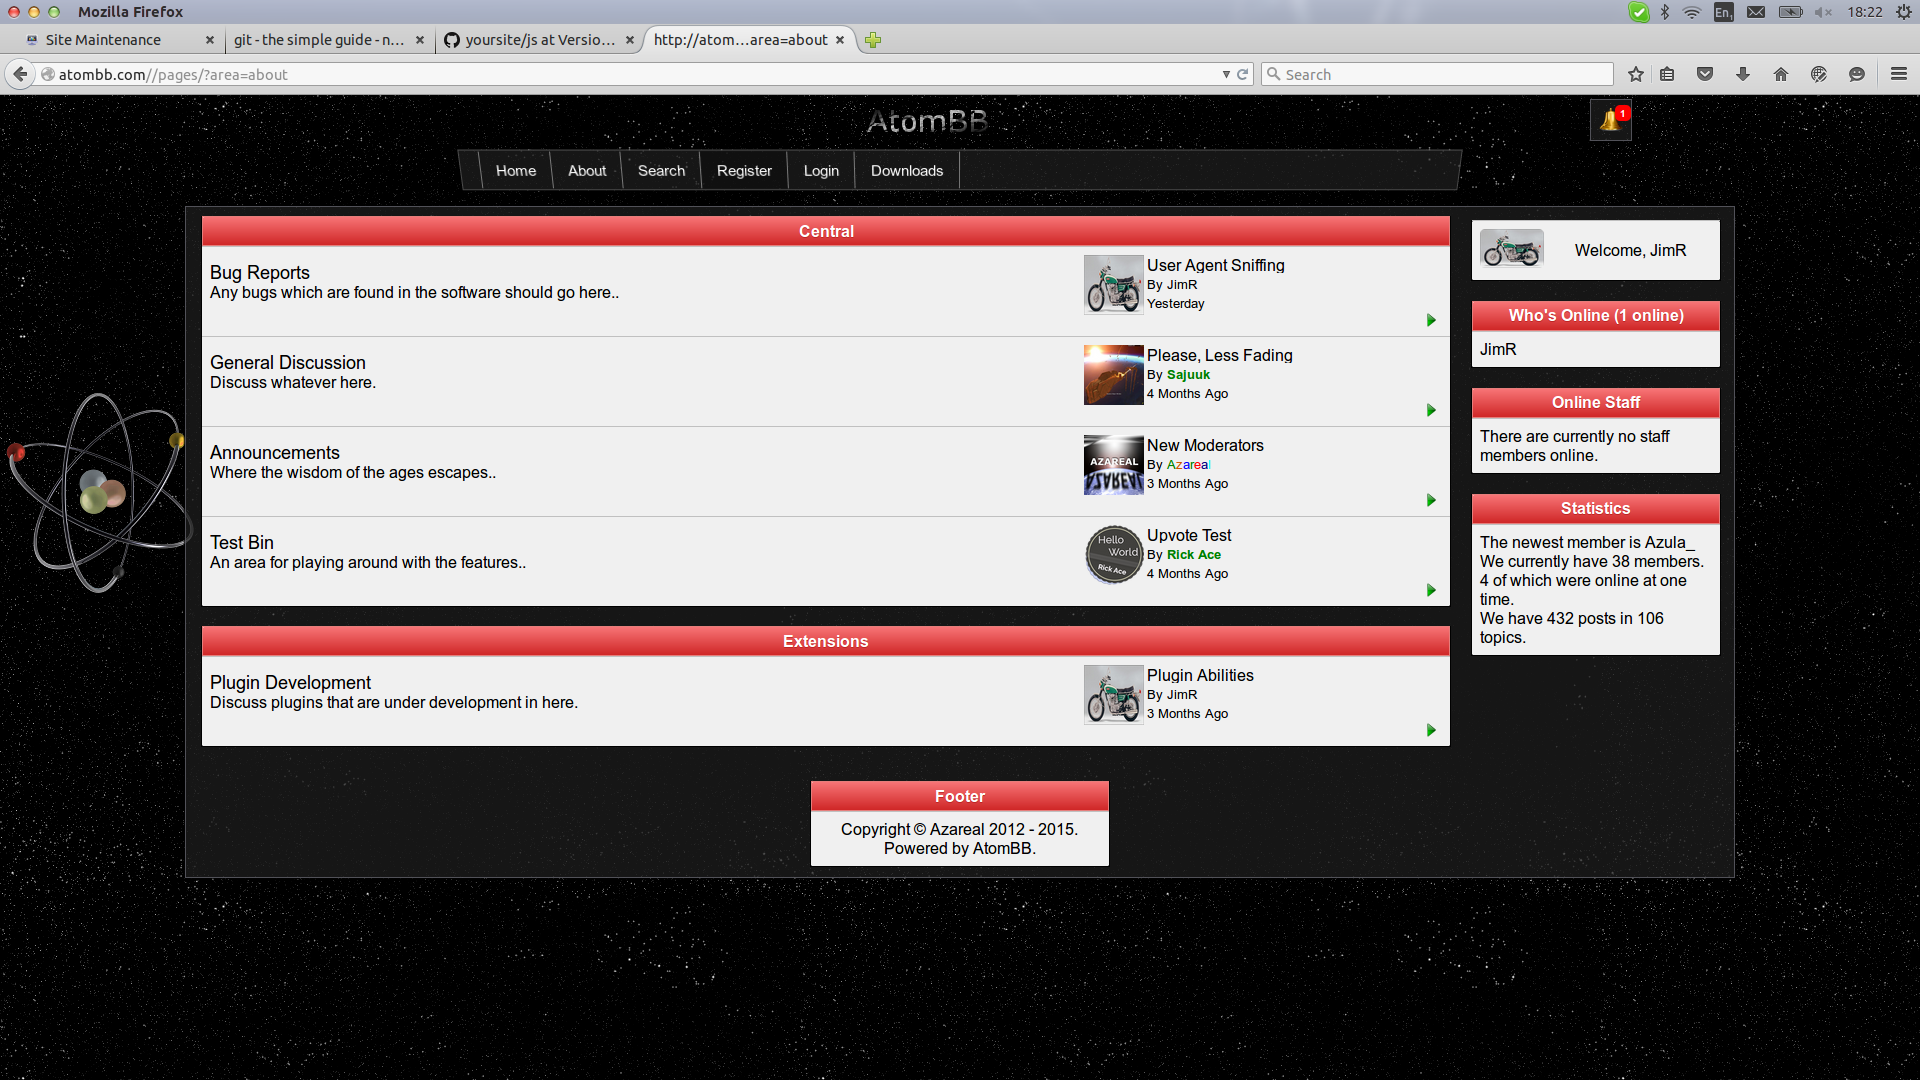 Mozilla Firefox
En1
18:22
Site Maintenance
git - the simple guide - n...
yoursite/js at Versio...
http://atom...area=about
atombb.com//pages/?area=about
Search
AtomBB
1
Home
About
Search
Register
Login
Downloads
Central
Bug Reports
Any bugs which are found in the software should go here..
User Agent Sniffing
By JimR
Yesterday
General Discussion
Discuss whatever here.
Please, Less Fading
By Sajuuk
4 Months Ago
Announcements
Where the wisdom of the ages escapes..
AZAREAL
AZAREAL
New Moderators
By Azareal
3 Months Ago
Test Bin
An area for playing around with the features..
Hello
World
Rick Ace
Upvote Test
By Rick Ace
4 Months Ago
Extensions
Plugin Development
Discuss plugins that are under development in here.
Plugin Abilities
By JimR
3 Months Ago
Welcome, JimR
Who's Online (1 online)
JimR
Online Staff
There are currently no staff
members online.
Statistics
The newest member is Azula_
We currently have 38 members.
4 of which were online at one
time.
We have 432 posts in 106
topics.
Footer
Copyright © Azareal 2012 - 2015.
Powered by AtomBB.